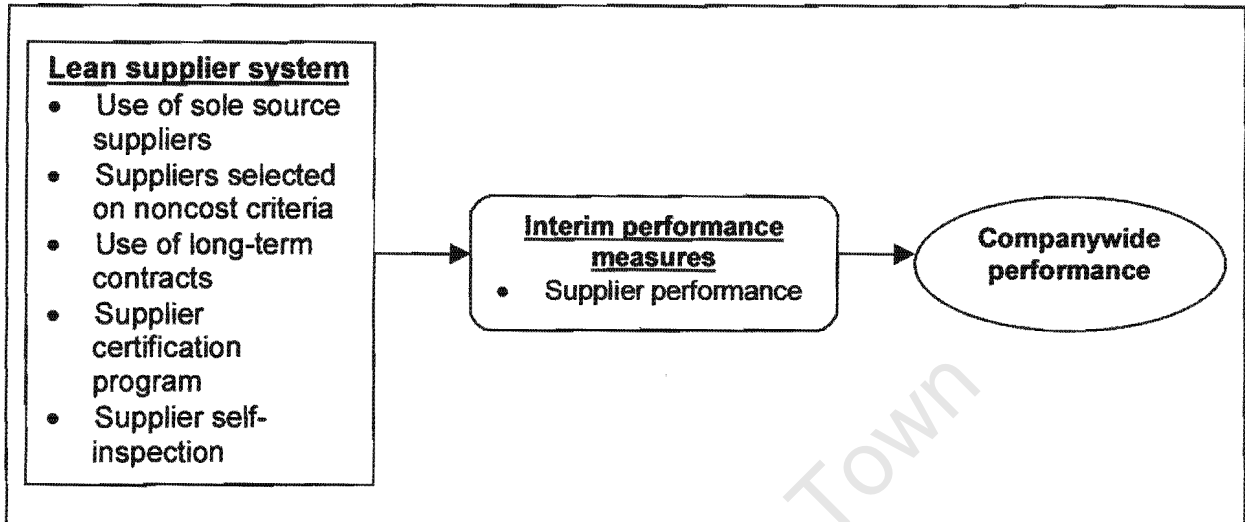 Lean supplier system
• Use of sole source
suppliers
• Suppliers selected
on noncost criteria
• Use of long-term
contracts
• Supplier
certification
program
• Supplier self-
inspection
Interim performance
measures
• Supplier performance
Companywide
performance
Town